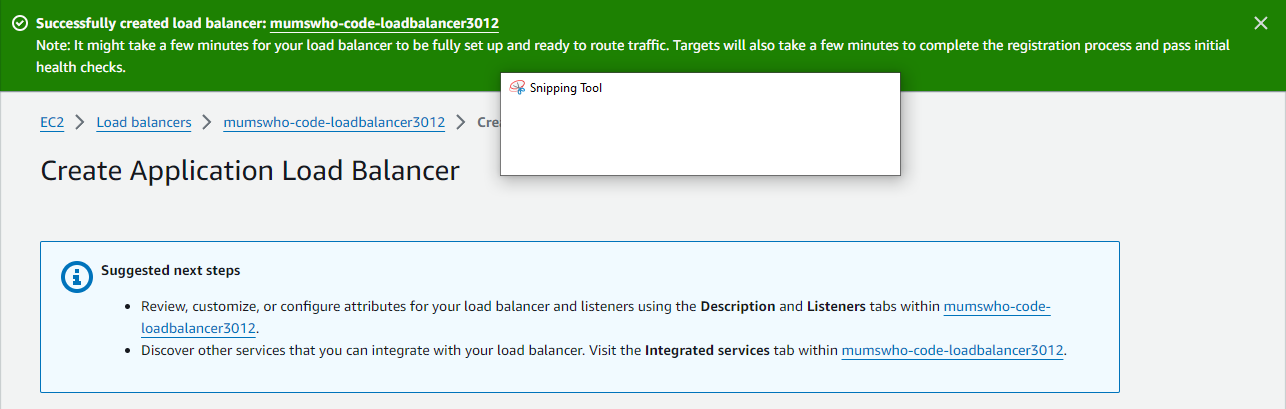 Successfully created load balancer: mumswho-code-loadbalancer3012
Note: It might take a few minutes for your load balancer to be fully set up and ready to route traffic. Targets will also take a few minutes to complete the registration process and pass initial
health checks.
Snipping Tool
EC2 > Load balancers > mumswho-code-loadbalancer3012 >
Create Application Load Balancer
Suggested next steps
• Review, customize, or configure attributes for your load balancer and listeners using the Description and Listeners tabs within mumswho-code-
loadbalancer3012.
• Discover other services that you can integrate with your load balancer. Visit the Integrated services tab within mumswho-code-loadbalancer3012.